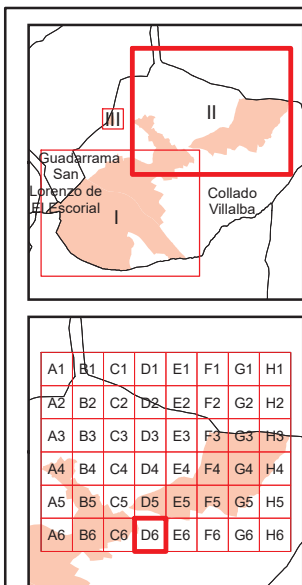 III
II
Guadarrama
San
Lorenzo de
El Escorial
I
Collado
Villalba
A1 B1 C1 D1 E1 F1 G1 H1
A2 B2 C2 D2 E2 F2 G2 H2
A3 B3 C3 D3 E3 F3 G3 H3
A4 B4 C4 D4 E4 F4 G4 H4
A5 B5 C5 D5 E5 F5 G5 H5
A6 B6 C6 D6 E6 F6 G6 H6